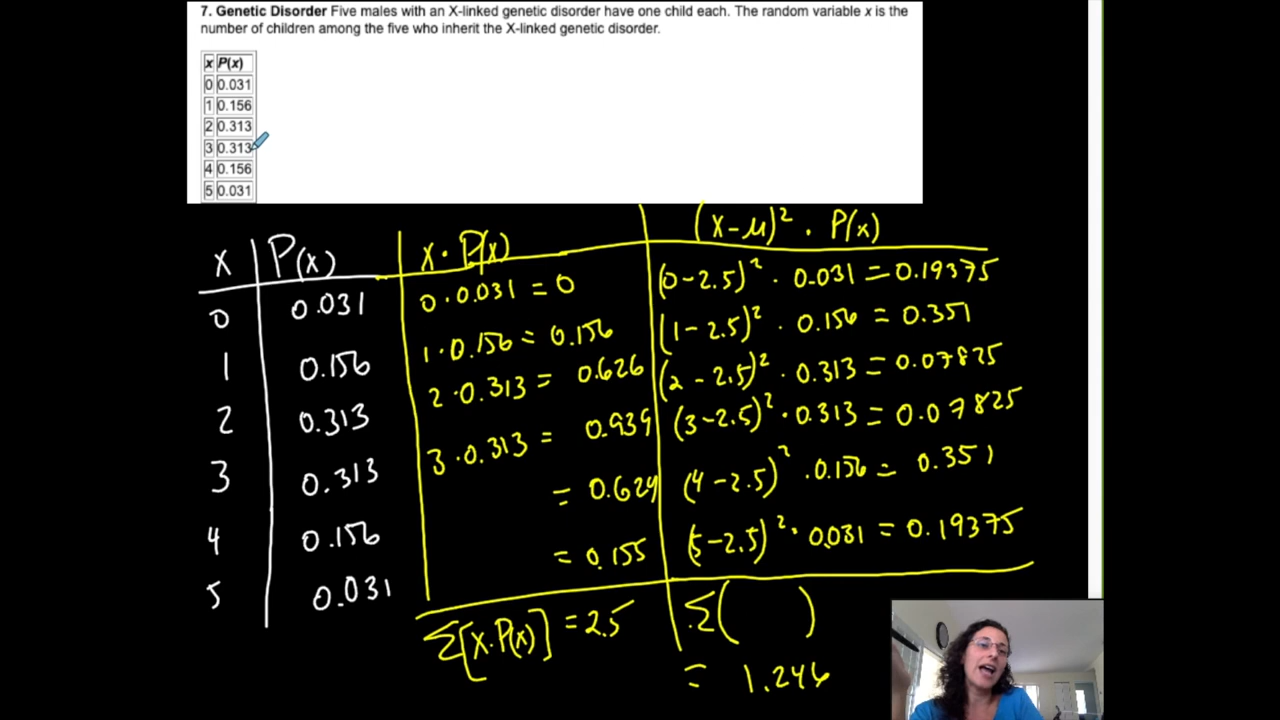 7. Genetic Disorder Five males with an X-linked genetic disorder have one child each. The random variable x is the
number of children among the five who inherit the X-linked genetic disorder.
x P(x)
0 0.031
1 0.156
2 0.313
3 0.313
4 0.156
5 0.031
x P(x) x · P(x) (x-μ)² · P(x)
0 0.031 0 · 0.031 = 0 (0-2.5)² · 0.031 = 0.19375
1 0.156 1 · 0.156 = 0.156 (1-2.5)² · 0.156 = 0.351
2 0.313 2 · 0.313 = 0.626 (2-2.5)² · 0.313 = 0.07825
3 0.313 3 · 0.313 = 0.939 (3-2.5)² · 0.313 = 0.07825
4 0.156 = 0.624 (4-2.5)² · 0.156 = 0.351
5 0.031 = 0.155 (5-2.5)² · 0.031 = 0.19375
Σ[x·P(x)] = 2.5 Σ( )
= 1.246